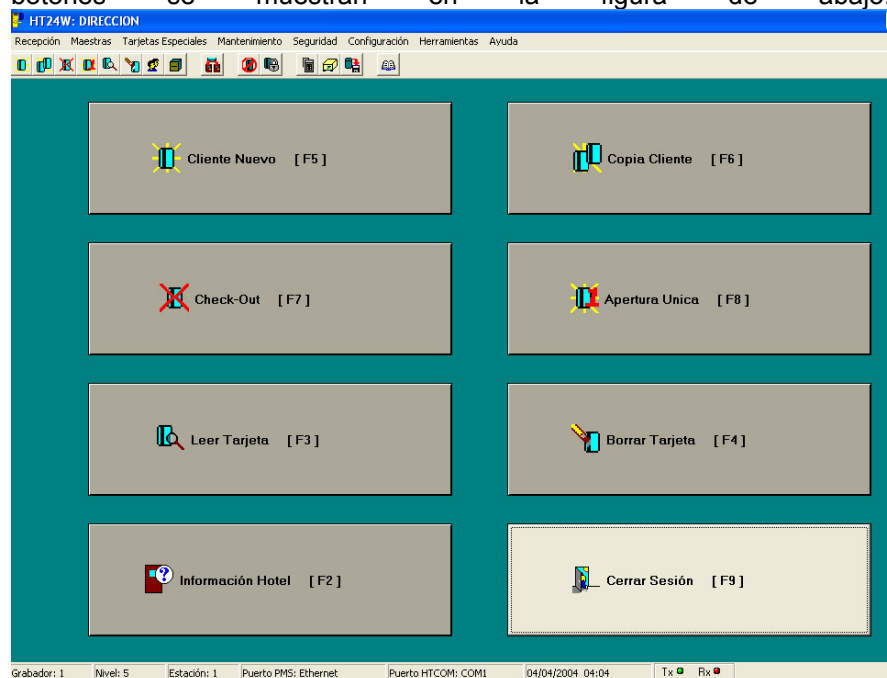 botones se muestran en la figura de abajo:
HT24W: DIRECCION
Recepción Maestras Tarjetas Especiales Mantenimiento Seguridad Configuración Herramientas Ayuda
Cliente Nuevo [ F5 ]
Copia Cliente [ F6 ]
Check-Out [ F7 ]
Apertura Unica [ F8 ]
Leer Tarjeta [ F3 ]
Borrar Tarjeta [ F4 ]
Información Hotel [ F2 ]
Cerrar Sesión [ F9 ]
Grabador: 1 Nivel: 5 Estación: 1 Puerto PMS: Ethernet Puerto HTCOM: COM1 04/04/2004 04:04 Tx Rx